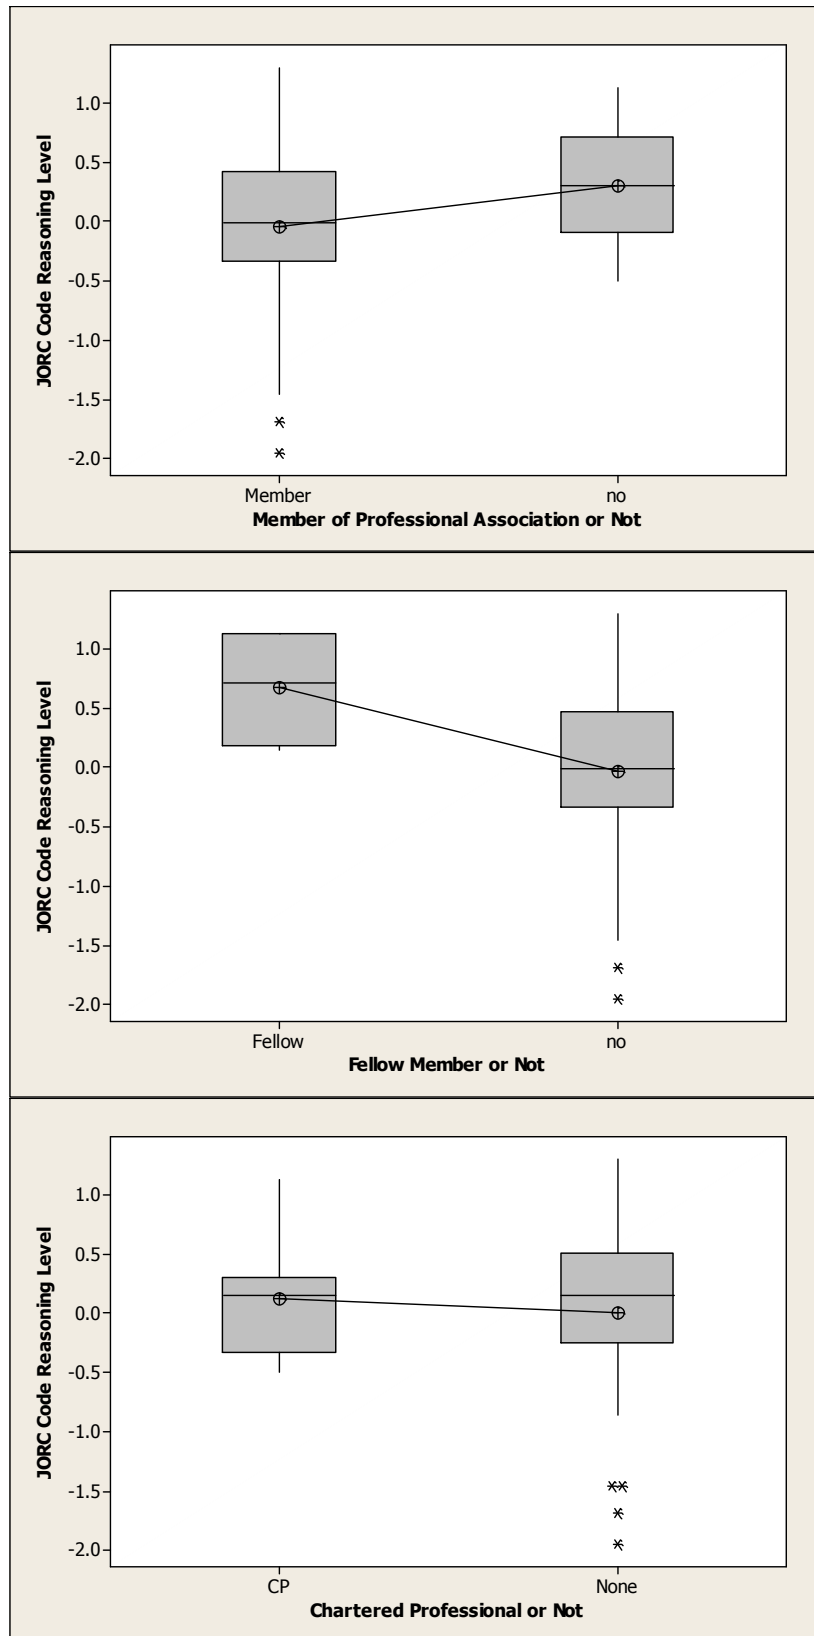 JORC Code Reasoning Level
1.0
0.5
0.0
-0.5
-1.0
-1.5
-2.0
Member no
Member of Professional Association or Not
JORC Code Reasoning Level
1.0
0.5
0.0
-0.5
-1.0
-1.5
-2.0
Fellow no
Fellow Member or Not
JORC Code Reasoning Level
1.0
0.5
0.0
-0.5
-1.0
-1.5
-2.0
CP None
Chartered Professional or Not